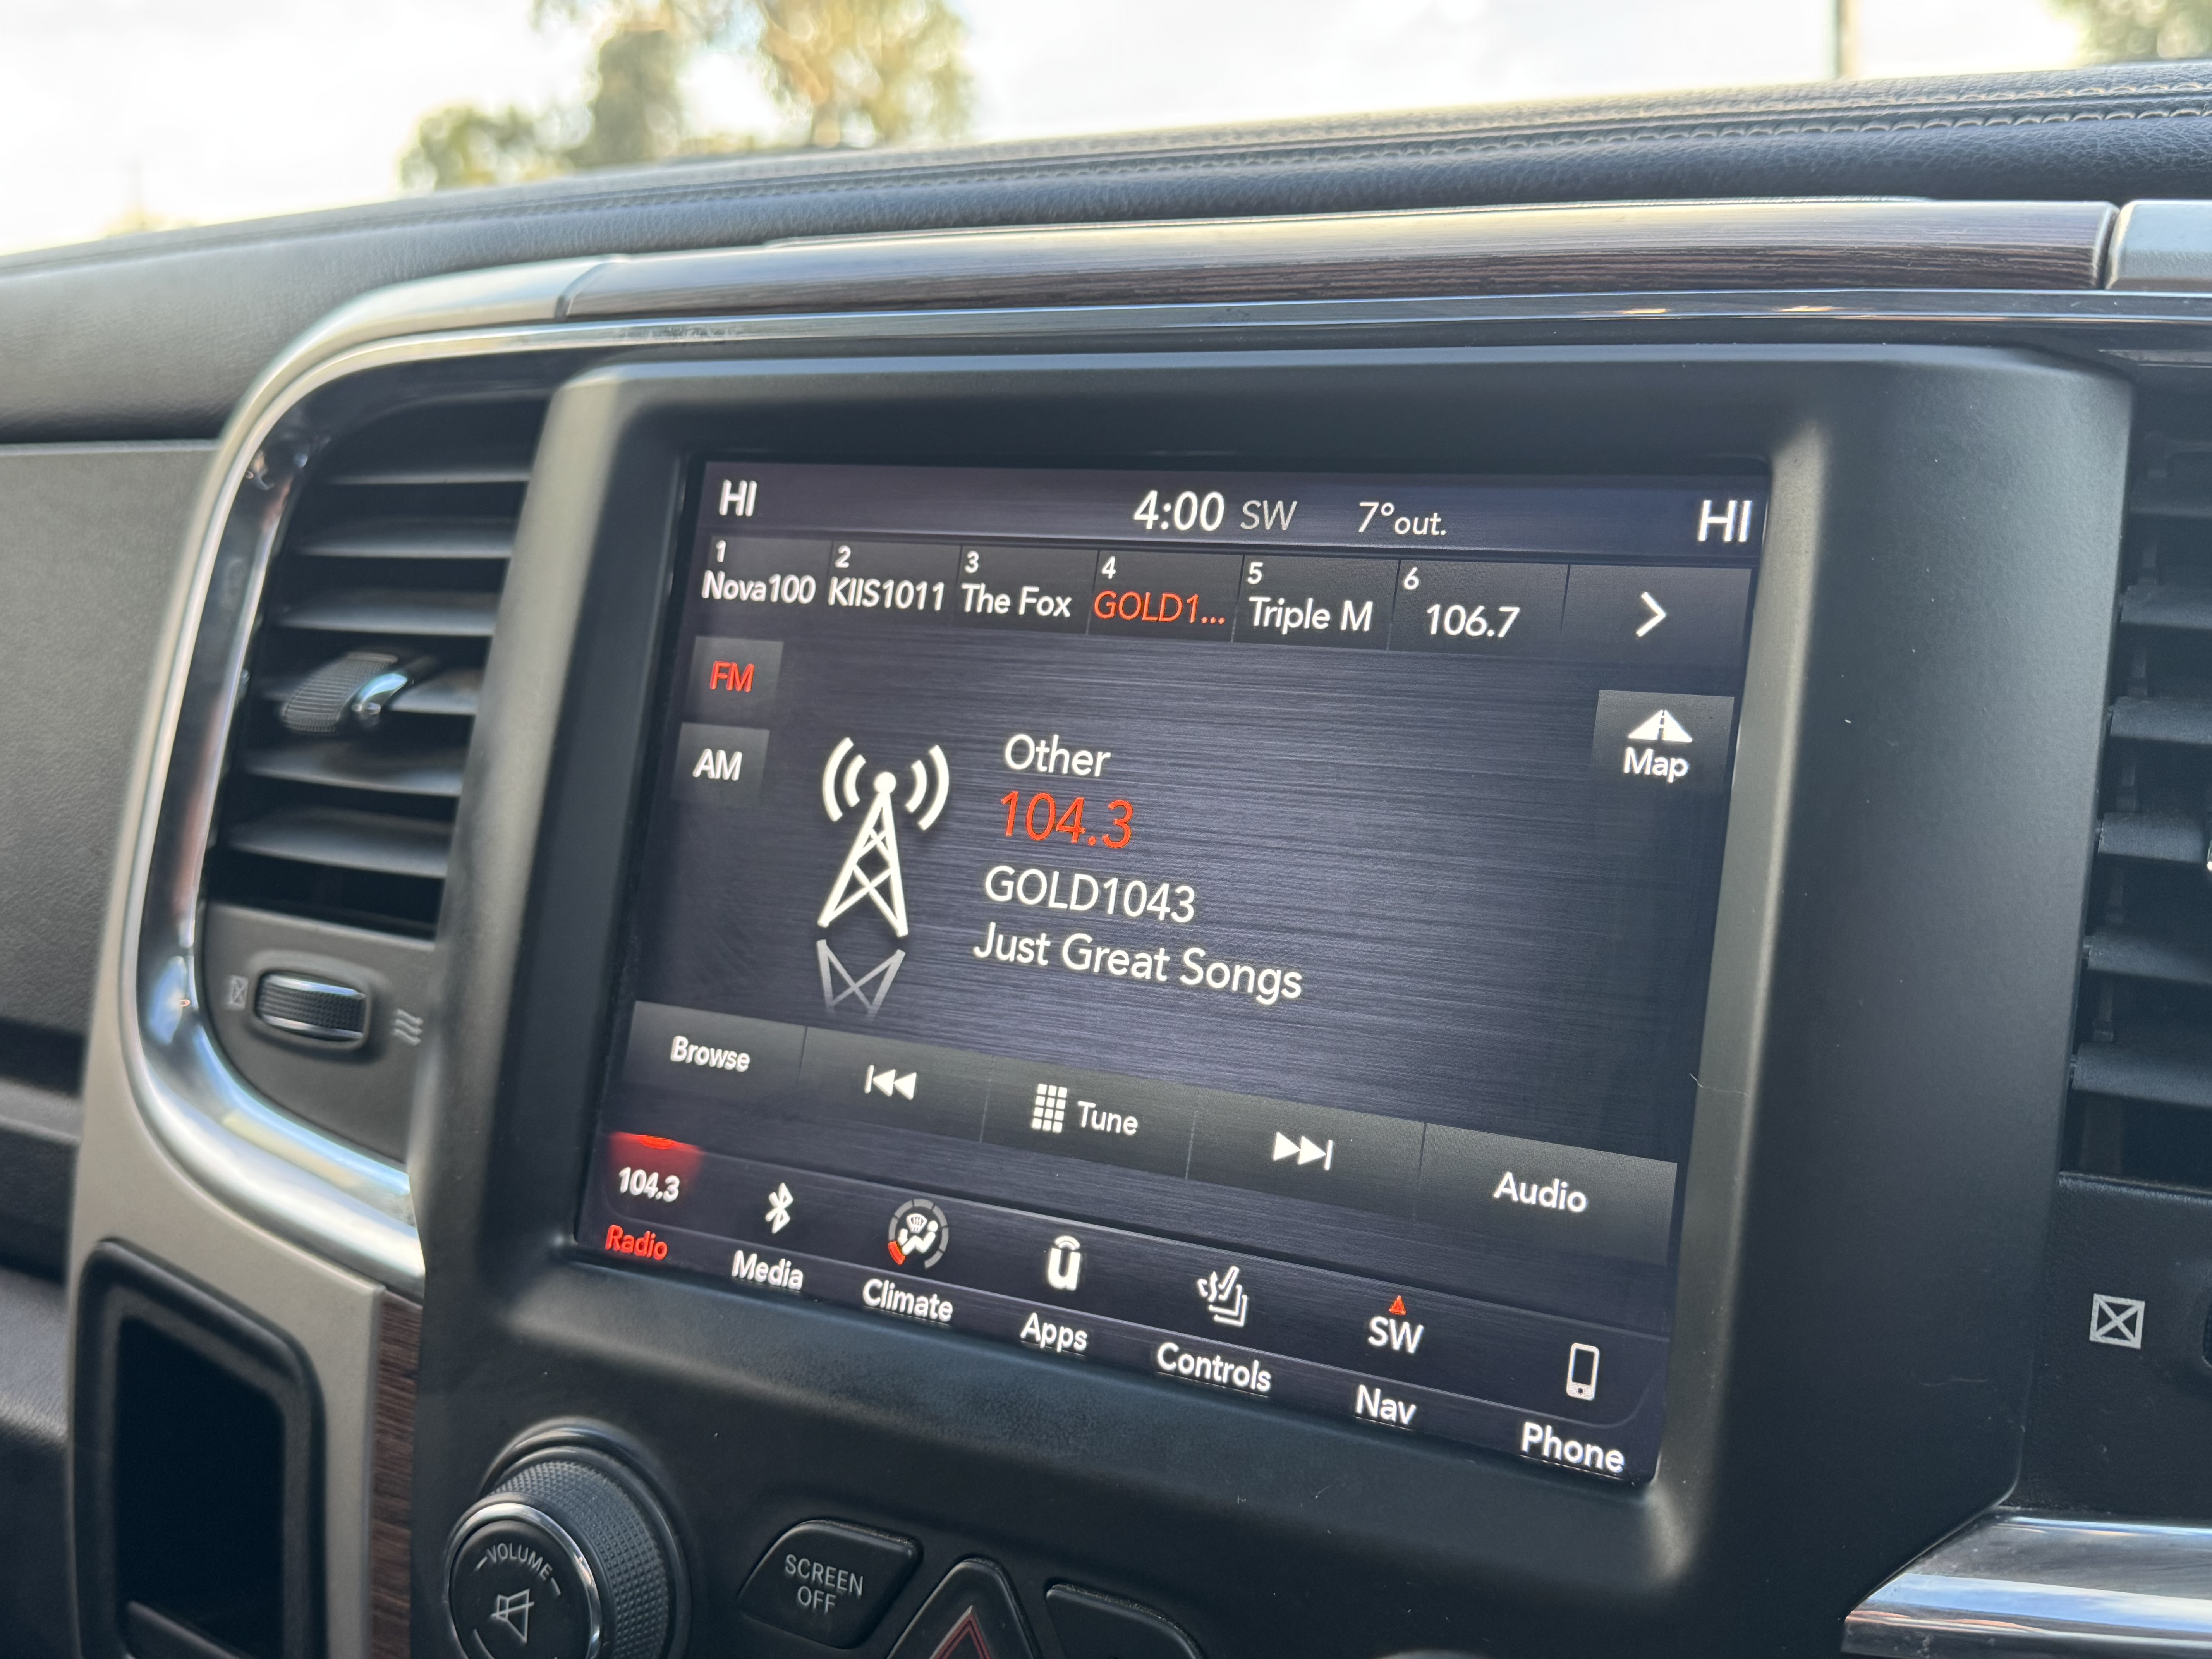 HI 4:00 SW 7°out. HI
1 2 3 4 5 6
Nova100 KIIS1011 The Fox GOLD1... Triple M 106.7
FM
AM
Map
Other
104.3
GOLD1043
Just Great Songs
Browse Tune Audio
104.3 u SW
Radio Media Climate Apps Controls Nav Phone
VOLUME
SCREEN
OFF